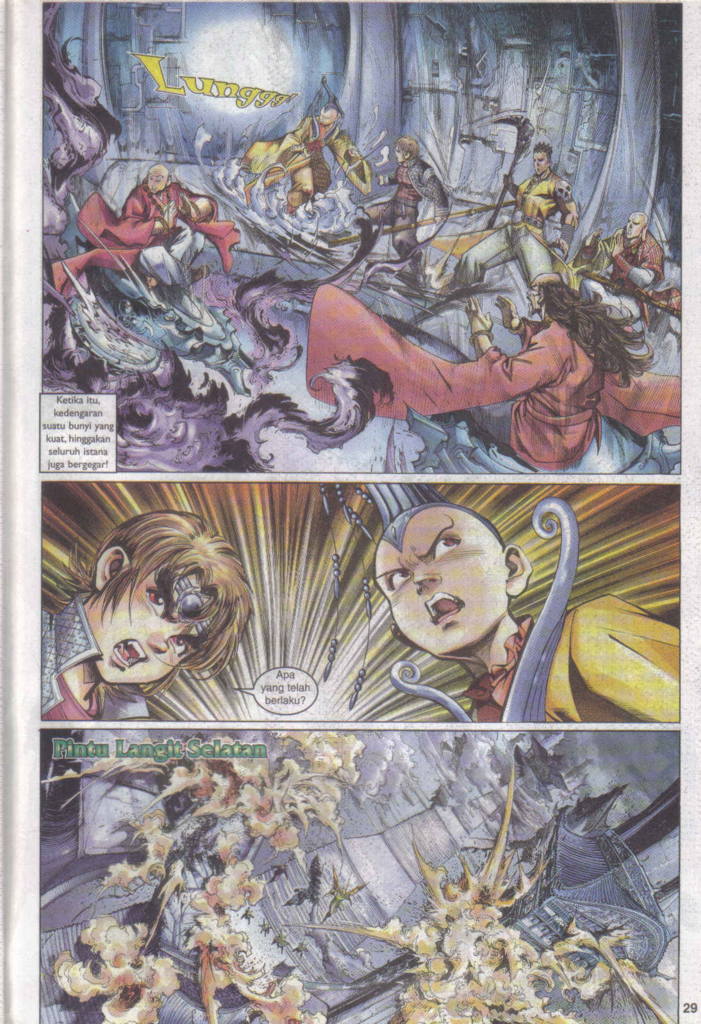 Lunggg!
Ketika itu,
kedengaran
suatu bunyi yang
kuat, hinggakan
seluruh istana
juga bergegar!
Apa
yang telah
berlaku?
Pintu Langit Selatan
29